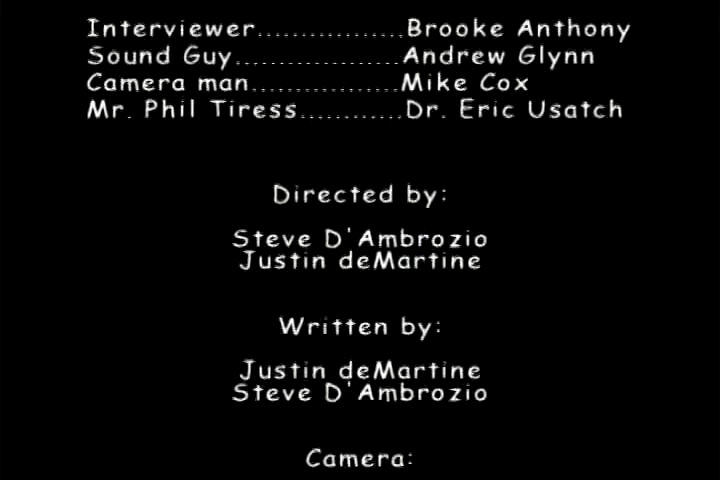 Interviewer.................Brooke Anthony
Sound Guy...................Andrew Glynn
Camera man.................Mike Cox
Mr. Phil Tiress............Dr. Eric Usatch
Directed by:
Steve D'Ambrozio
Justin deMartine
Written by:
Justin deMartine
Steve D'Ambrozio
Camera: